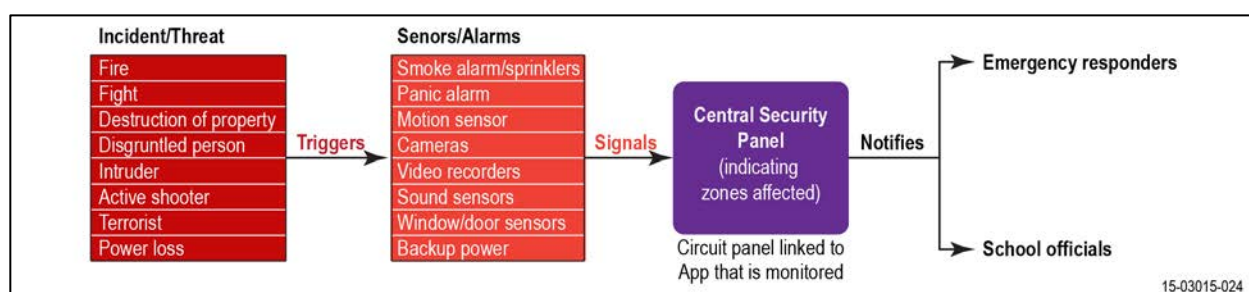 Incident/Threat
Fire
Fight
Destruction of property
Disgruntled person
Intruder
Active shooter
Terrorist
Power loss
Triggers
Senors/Alarms
Smoke alarm/sprinklers
Panic alarm
Motion sensor
Cameras
Video recorders
Sound sensors
Window/door sensors
Backup power
Signals
Central Security
Panel
(indicating
zones affected)
Circuit panel linked to
App that is monitored
Notifies
Emergency responders
School officials
15-03015-024